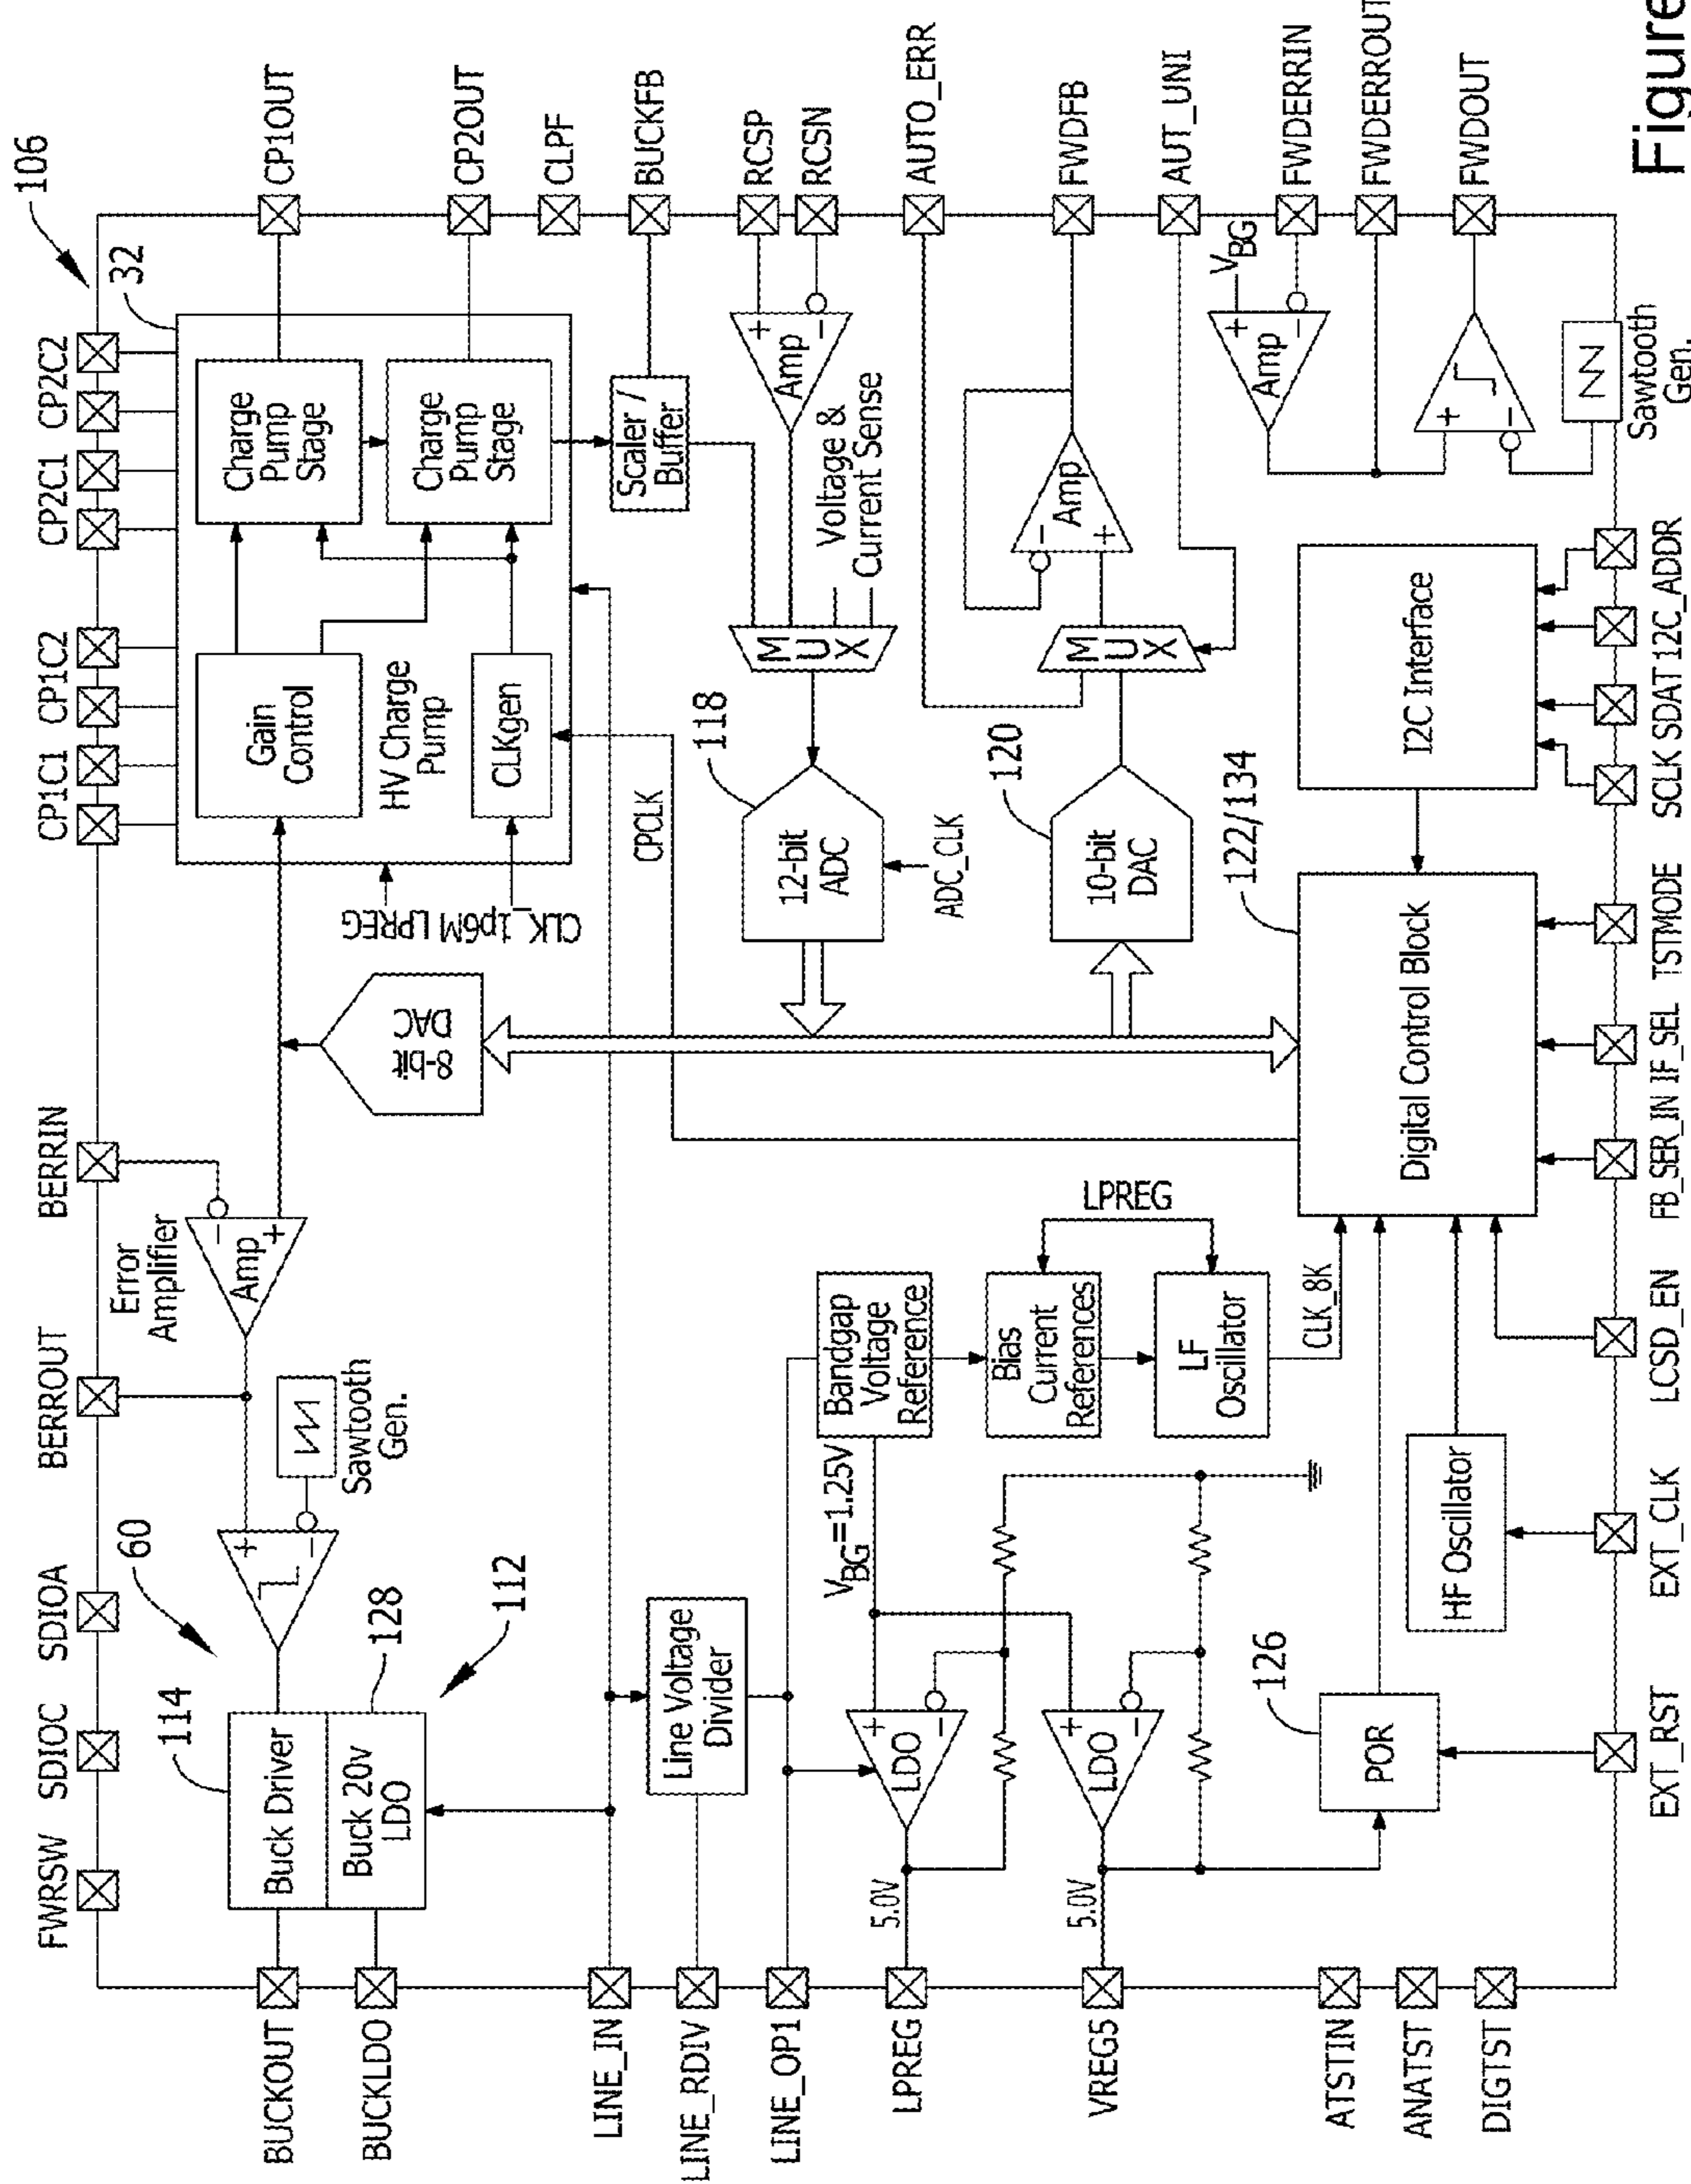 106
32
FWRSW
SDIOC
SDIOA
BERROUT
BERRIN
CP1C1
CP1C2
CP2C1
CP2C2
BUCKOUT
BUCKLDO
LINE_IN
LINE_RDIV
LINE_OP1
LPREG
VREG5
ATSTIN
ANATST
DIGTST
114
Buck Driver
Buck 20v
LDO
60
128
112
+
−
Sawtooth
Gen.
Error
Amplifier
Amp
−
+
8-bit
DAC
LPREG
CLK_1p6M
Gain
Control
HV Charge
Pump
CLKgen
Charge
Pump
Stage
Charge
Pump
Stage
CPCLK
Scaler /
Buffer
Line Voltage
Divider
VBG=1.25V
Bandgap
Voltage
Reference
Bias
Current
References
LF
Oscillator
LPREG
CLK_8K
LDO
+
−
5.0V
LDO
+
−
5.0V
126
POR
HF Oscillator
118
12-bit
ADC
ADC_CLK
MUX
Voltage &
Current Sense
Amp
+
−
120
10-bit
DAC
MUX
Amp
−
+
122/134
Digital Control Block
I2C Interface
Amp
+
−
VBG
+
−
Sawtooth
Gen.
CP1OUT
CP2OUT
CLPF
BUCKFB
RCSP
RCSN
AUTO_ERR
FWDFB
AUT_UNI
FWDERRIN
FWDERROUT
FWDOUT
EXT_RST
EXT_CLK
LCSD_EN
FB_SER_IN
IF_SEL
TSTMODE
SCLK
SDAT
12C_ADDR
Figure